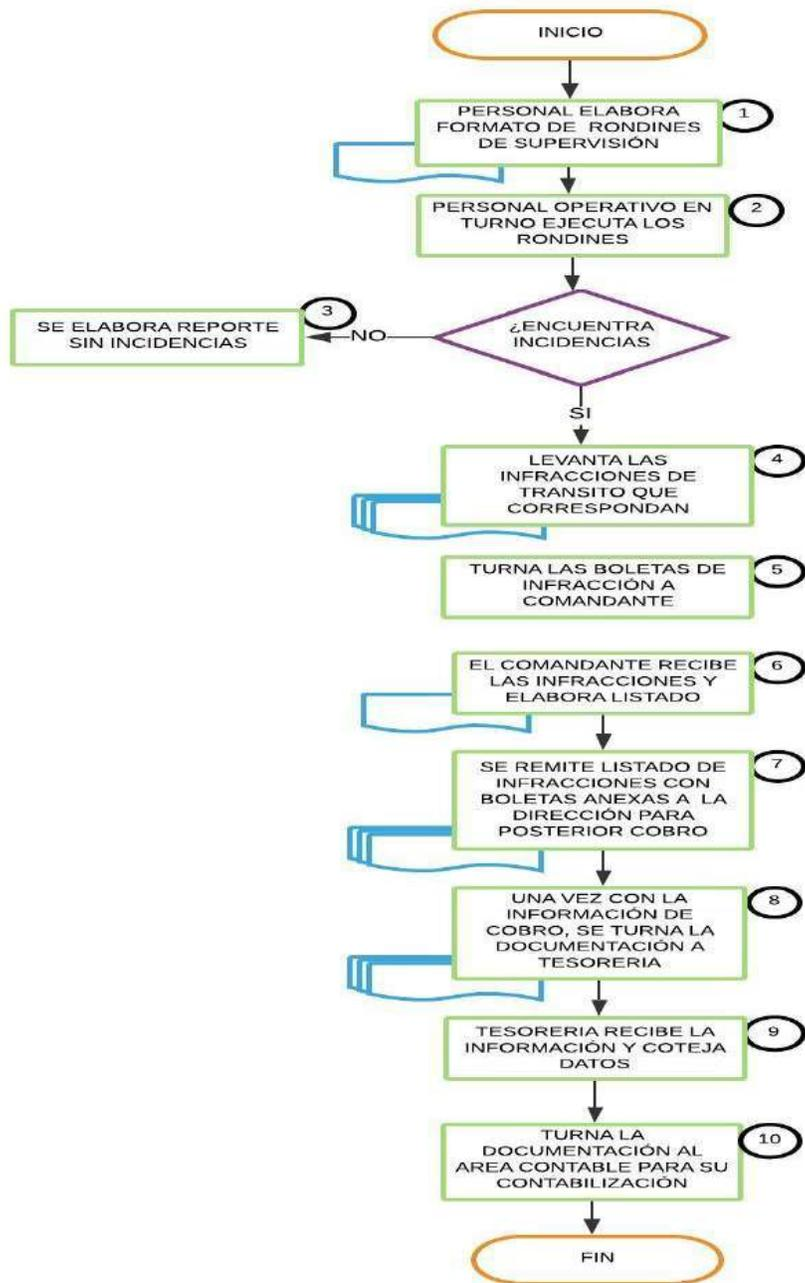 INICIO
1
PERSONAL ELABORA
FORMATO DE RONDINES
DE SUPERVISIÓN
2
PERSONAL OPERATIVO EN
TURNO EJECUTA LOS
RONDINES
¿ENCUENTRA
INCIDENCIAS
NO
3
SE ELABORA REPORTE
SIN INCIDENCIAS
SI
4
LEVANTA LAS
INFRACCIONES DE
TRANSITO QUE
CORRESPONDAN
5
TURNA LAS BOLETAS DE
INFRACCIÓN A
COMANDANTE
6
EL COMANDANTE RECIBE
LAS INFRACCIONES Y
ELABORA LISTADO
7
SE REMITE LISTADO DE
INFRACCIONES CON
BOLETAS ANEXAS A LA
DIRECCIÓN PARA
POSTERIOR COBRO
8
UNA VEZ CON LA
INFORMACIÓN DE
COBRO, SE TURNA LA
DOCUMENTACIÓN A
TESORERIA
9
TESORERIA RECIBE LA
INFORMACIÓN Y COTEJA
DATOS
10
TURNA LA
DOCUMENTACIÓN AL
AREA CONTABLE PARA SU
CONTABILIZACIÓN
FIN